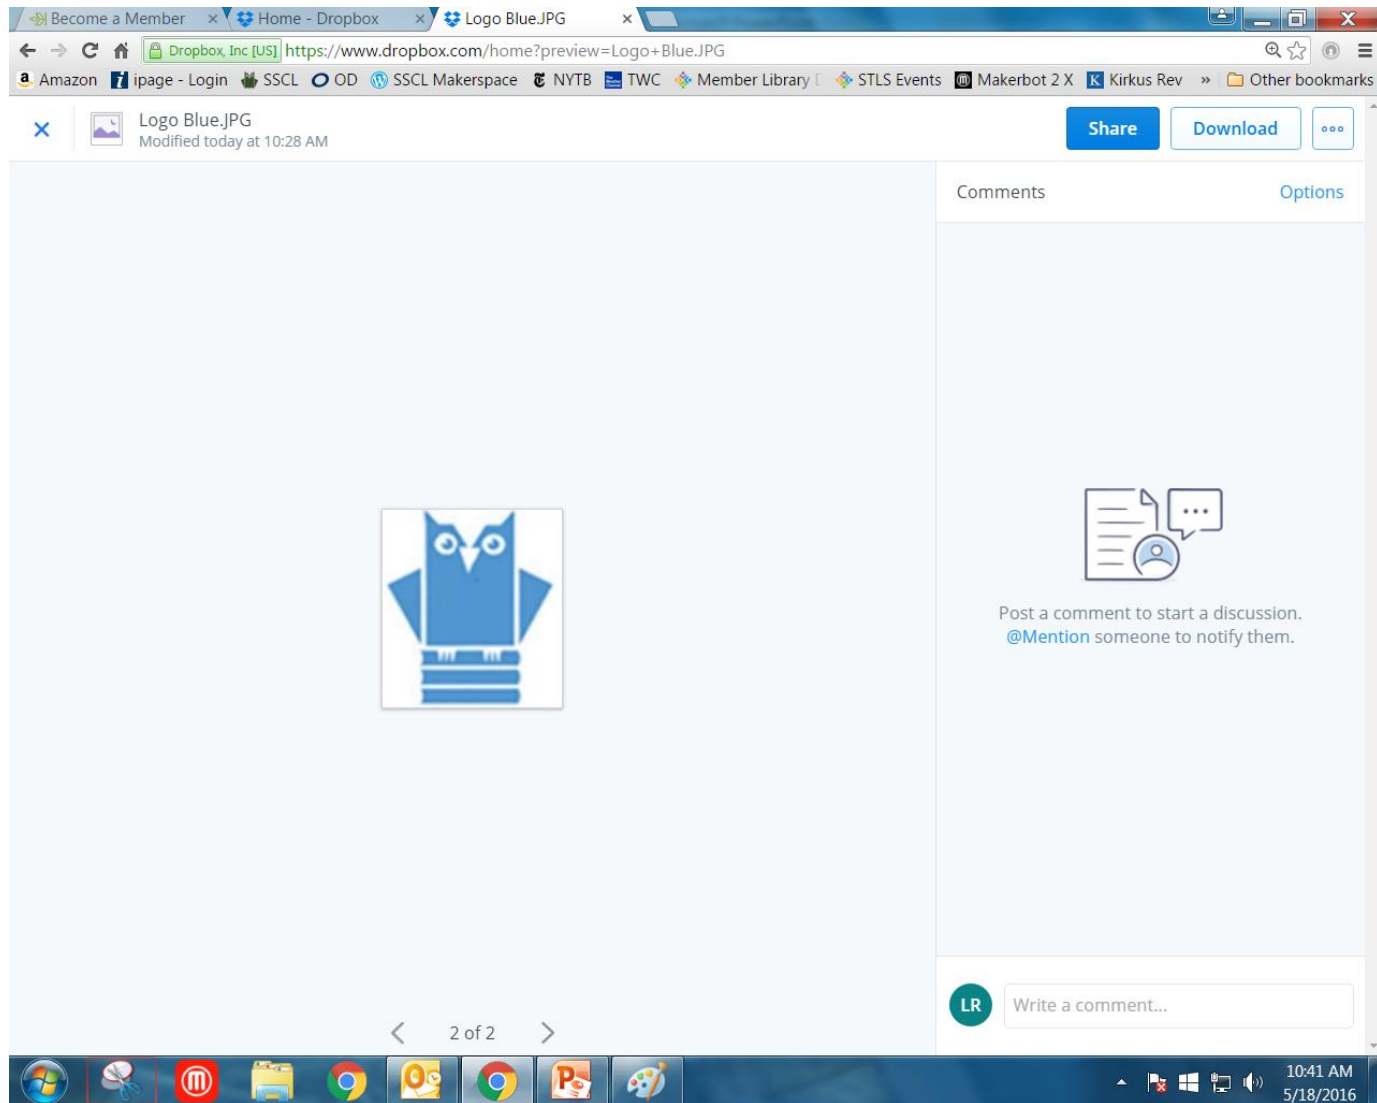 Become a Member
Home - Dropbox
Logo Blue.JPG
Dropbox, Inc [US] https://www.dropbox.com/home?preview=Logo+Blue.JPG
Amazon ipage - Login SSCL OD SSCL Makerspace NYTB TWC Member Library STLS Events Makerbot 2 X Kirkus Rev » Other bookmarks
Logo Blue.JPG
Modified today at 10:28 AM
Share Download
Comments Options
Post a comment to start a discussion.
@Mention someone to notify them.
LR Write a comment...
2 of 2
10:41 AM
5/18/2016